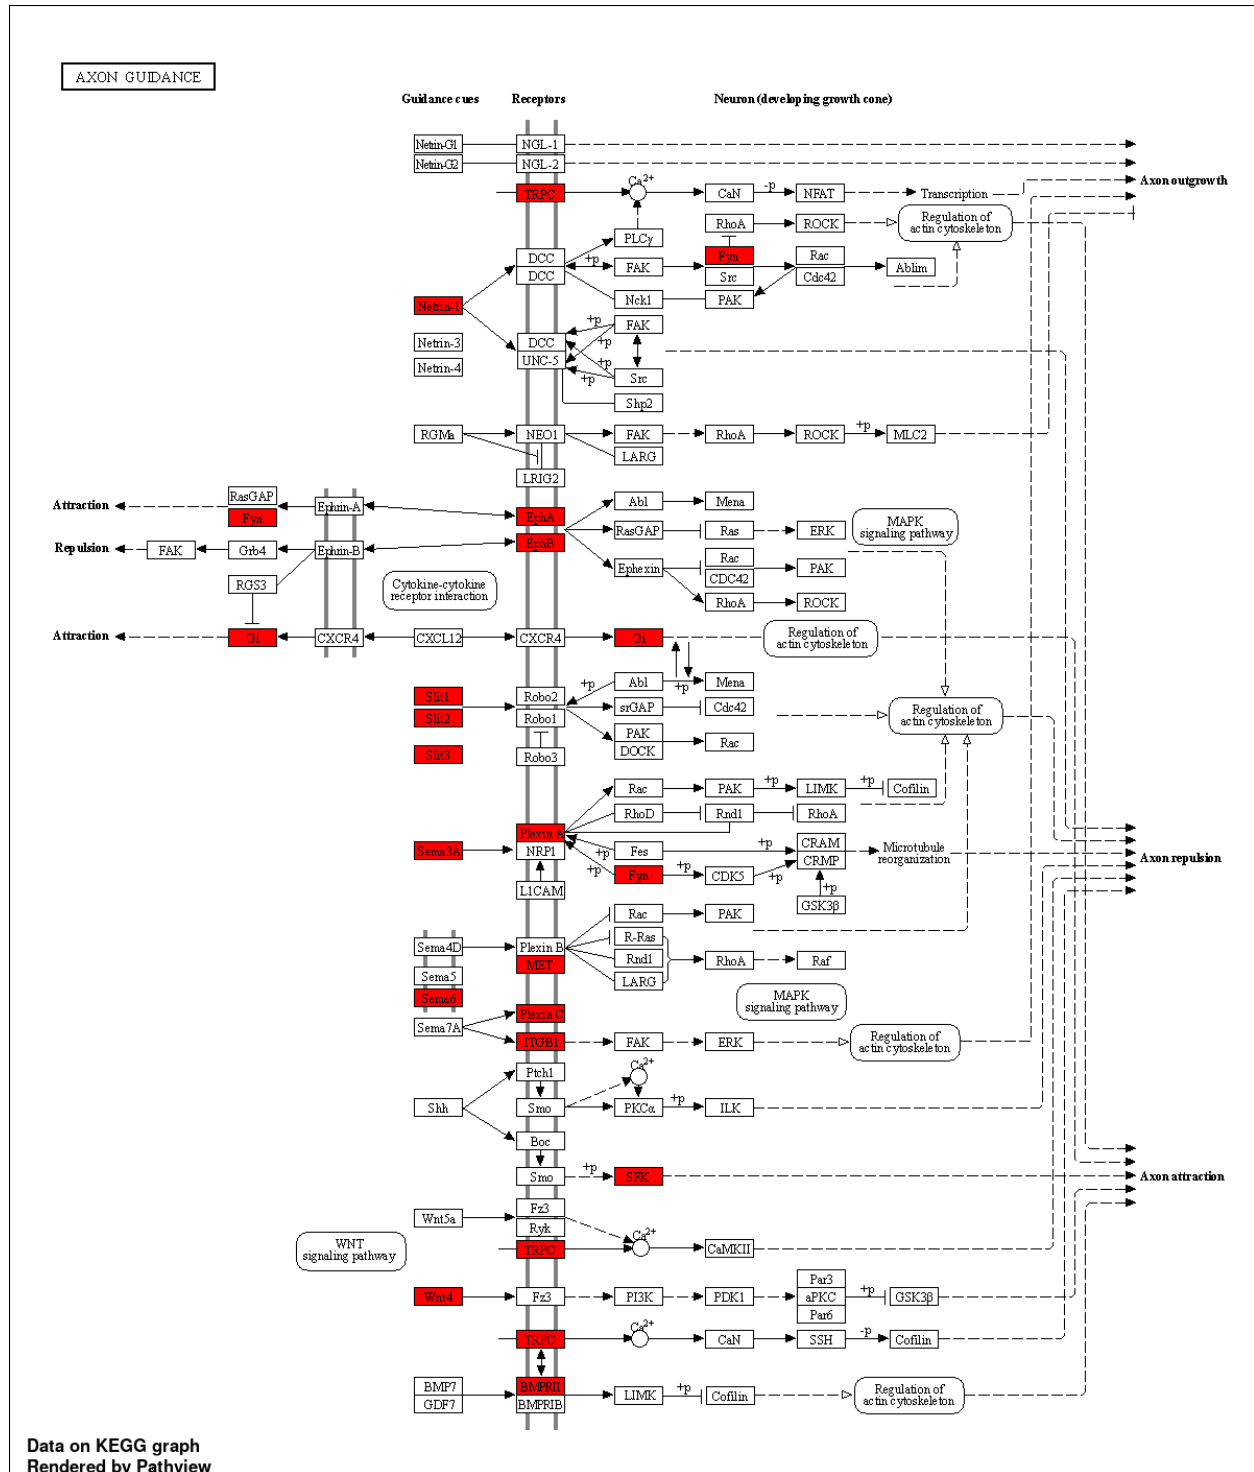 AXON GUIDANCE
Guidance cues Receptors Neuron (developing growth cone)
Netrin-G1 NGL-1
Netrin-G2 NGL-2
Axon outgrowth
TRPC Ca2+ CaN -p NFAT Transcription
RhoA ROCK Regulation of
actin cytoskeleton
PLCγ
DCC +p FAK Fyn Rac Ablim
DCC Src Cdc42
Netrin-1 Nck1 PAK
+p FAK
Netrin-3 DCC +p
UNC-5
Netrin-4 +p Src
Shp2
RGMa NEO1 FAK RhoA ROCK +p MLC2
LARG
LRIG2
Attraction RasGAP Ephrin-A Abl Mena
Fyn EphA RasGAP Ras ERK MAPK
signaling pathway
Repulsion FAK Grb4 Ephrin-B EphB
Ephexin Rac PAK
CDC42
RGS3 Cytokine-cytokine
receptor interaction
RhoA ROCK
Attraction Gi CXCR4 CXCL12 CXCR4 Gi Regulation of
actin cytoskeleton
+p Abl +p Mena
Slit1 Robo2 srGAP Cdc42
Slit2 Robo1 Regulation of
actin cytoskeleton
PAK Rac
DOCK
Slit3 Robo3
Rac PAK +p LIMK +p Cofilin
RhoD Rnd1 RhoA
Plexin A
Sema3A NRP1 +p Fes +p CRAM Microtubule
reorganization
CRMP Axon repulsion
+p Fyn +p CDK5 +p +p
L1CAM GSK3β
Rac PAK
R-Ras
Sema4D Plexin B Rnd1 RhoA Raf
MET
Sema5 LARG
Sema6 MAPK
signaling pathway
Plexin C
Sema7A
ITGB1 FAK ERK Regulation of
actin cytoskeleton
Ptch1 Ca2+
Shh Smo PKCα +p ILK
Boc
Smo +p SFK Axon attraction
Wnt5a Fz3
Ryk
WNT
signaling pathway
TRPC Ca2+ CaMKII
Par3
Wnt4 Fz3 PI3K PDK1 aPKC +p GSK3β
Par6
TRPC Ca2+ CaN SSH -p Cofilin
BMP7 BMPRII LIMK +p Cofilin Regulation of
actin cytoskeleton
GDF7 BMPRIB
Data on KEGG graph
Rendered by Pathview